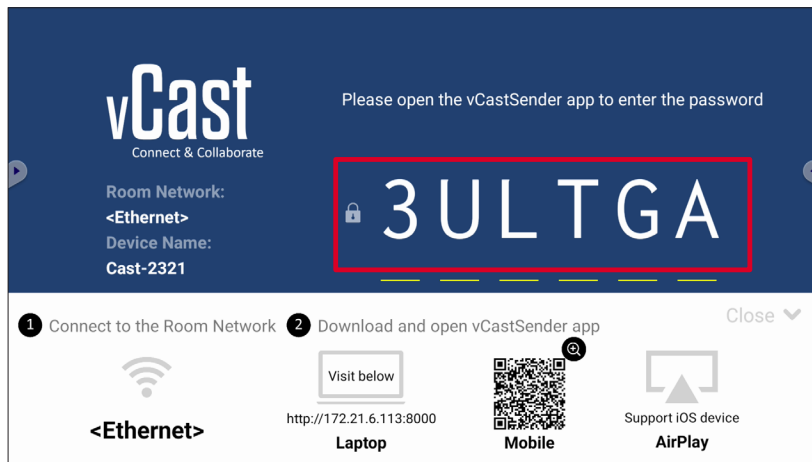 vCast
Connect & Collaborate
Room Network:
<Ethernet>
Device Name:
Cast-2321
Please open the vCastSender app to enter the password
3ULTGA
1 Connect to the Room Network
<Ethernet>
2 Download and open vCastSender app
Close
Visit below
http://172.21.6.113:8000
Laptop
Mobile
Support iOS device
AirPlay